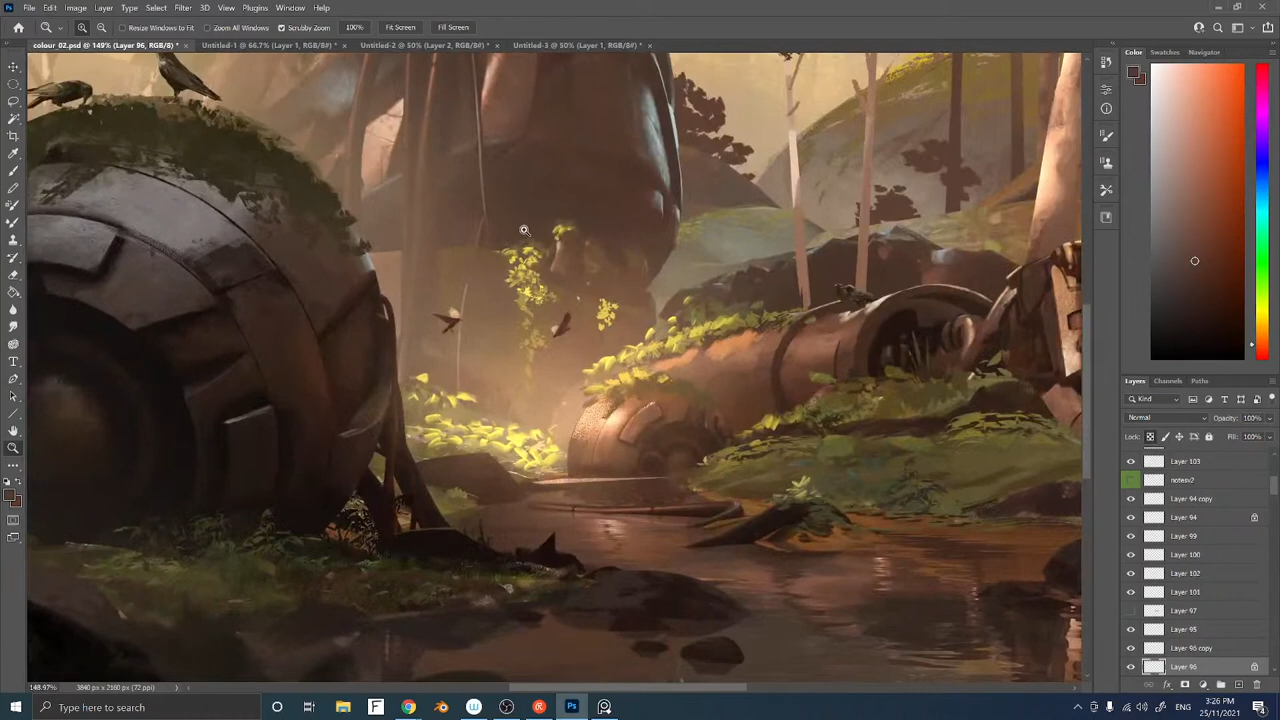 File Edit Image Layer Type Select Filter 3D View Plugins Window Help
Resize Windows to Fit Zoom All Windows Scrubby Zoom 100% Fit Screen Fill Screen
colour_02.psd @ 149% (Layer 96, RGB/8) * Untitled-1 @ 66.7% (Layer 1, RGB/8#) * Untitled-2 @ 50% (Layer 2, RGB/8#) * Untitled-3 @ 50% (Layer 1, RGB/8#) *
Color Swatches Navigator
Layers Channels Paths
Kind
Normal Opacity: 100%
Lock: Fill: 100%
Layer 103
notesv2
Layer 94 copy
Layer 94
Layer 99
Layer 100
Layer 102
Layer 101
Layer 97
Layer 95
Layer 96 copy
Layer 96
148.97% 3840 px x 2160 px (72 ppi)
Type here to search
ENG
3:26 PM
25/11/2021